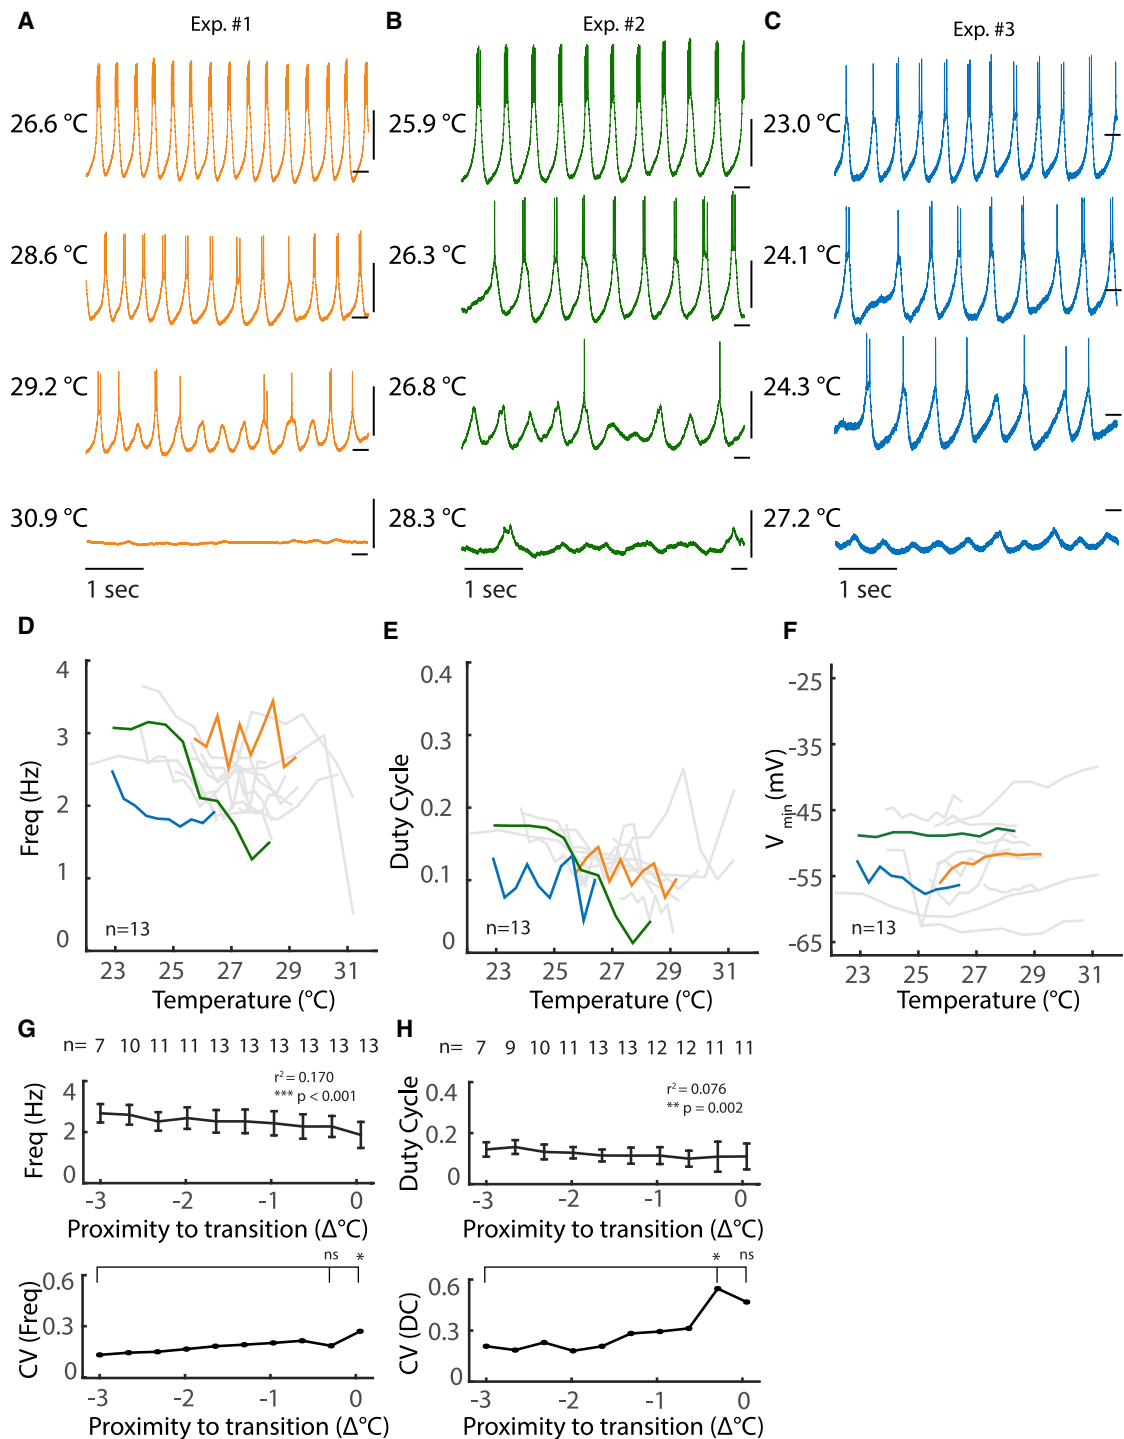 A
Exp. #1
B
Exp. #2
C
Exp. #3
26.6 °C
25.9 °C
23.0 °C
28.6 °C
26.3 °C
24.1 °C
29.2 °C
26.8 °C
24.3 °C
30.9 °C
28.3 °C
27.2 °C
1 sec
1 sec
1 sec
D
4
3
2
1
0
Freq (Hz)
n=13
23 25 27 29 31
Temperature (°C)
E
0.4
0.3
0.2
0.1
0
Duty Cycle
n=13
23 25 27 29 31
Temperature (°C)
F
-25
-35
-45
-55
-65
V min (mV)
n=13
23 25 27 29 31
Temperature (°C)
G
n= 7 10 11 11 13 13 13 13 13 13
r² = 0.170
*** p < 0.001
4
2
0
Freq (Hz)
-3 -2 -1 0
Proximity to transition (Δ°C)
ns *
0.6
0.3
0
CV (Freq)
-3 -2 -1 0
Proximity to transition (Δ°C)
H
n= 7 9 10 11 13 13 12 12 11 11
r² = 0.076
** p = 0.002
0.4
0.2
0
Duty Cycle
-3 -2 -1 0
Proximity to transition (Δ°C)
* ns
0.6
0.3
0
CV (DC)
-3 -2 -1 0
Proximity to transition (Δ°C)